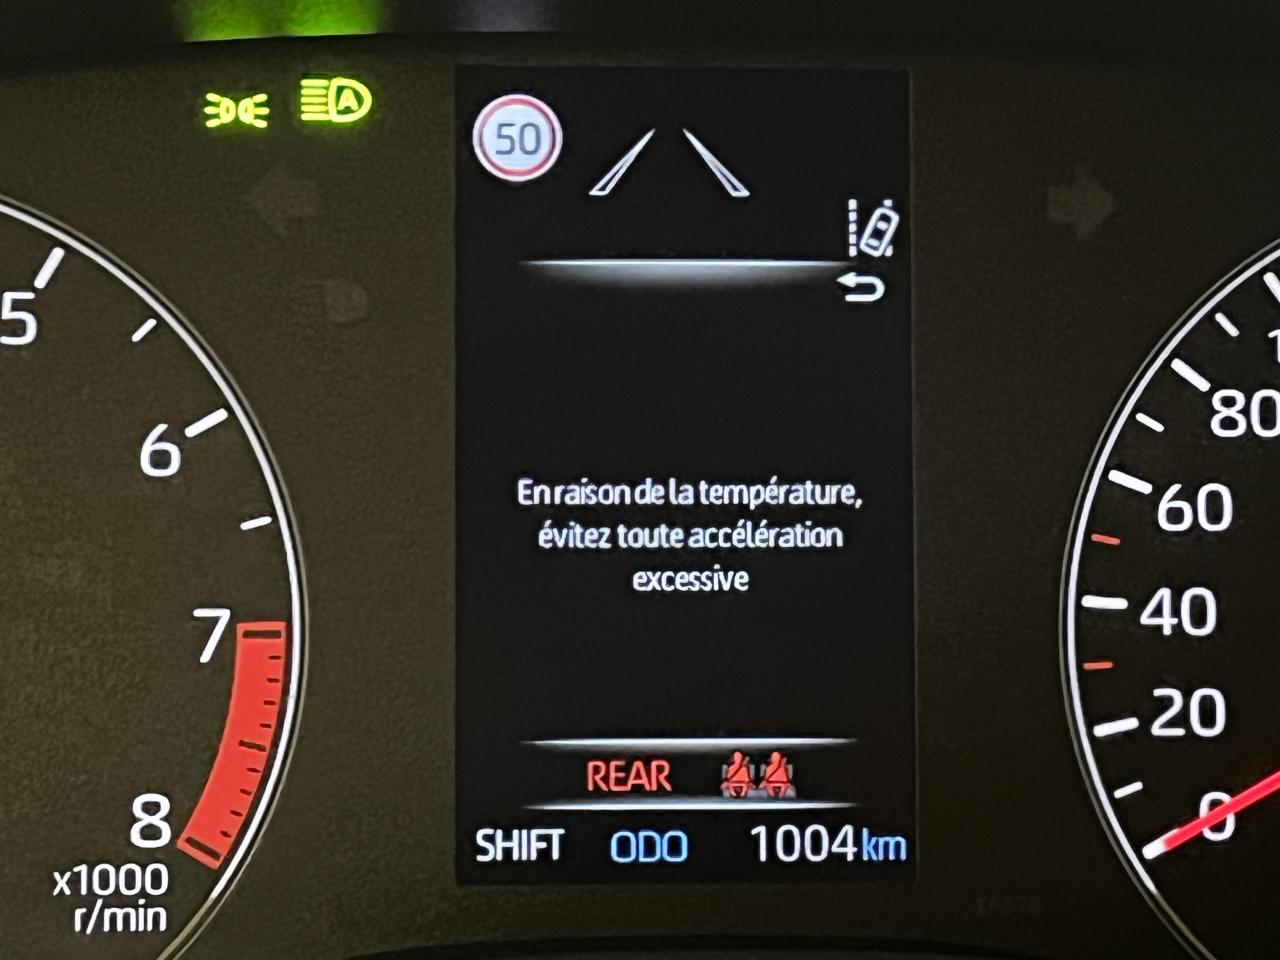 A
50
5
6
7
8
x1000
r/min
80
60
40
20
0
En raison de la température,
évitez toute accélération
excessive
REAR
SHIFT ODO 1004 km